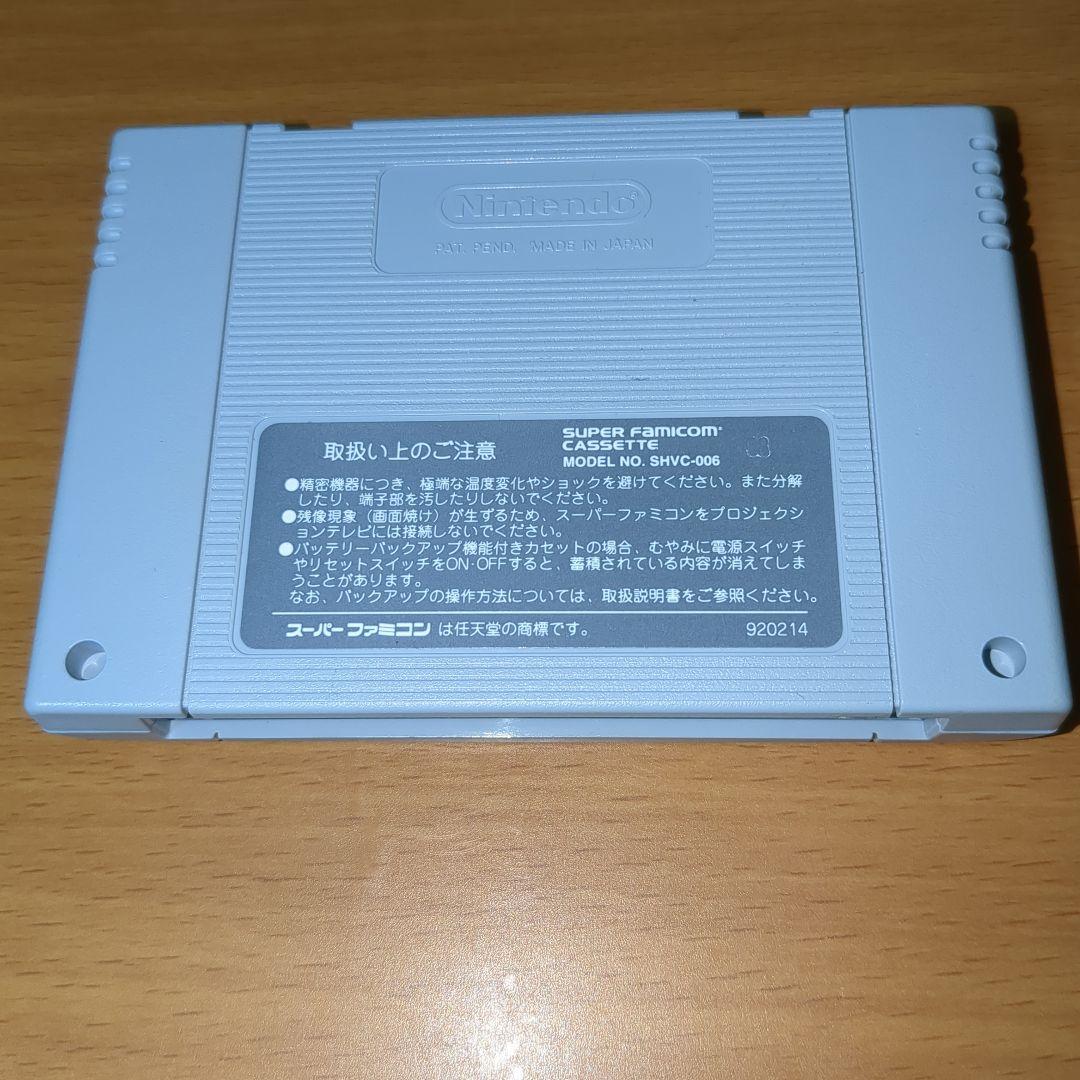 Nintendo®
PAT. PEND. MADE IN JAPAN
取扱い上のご注意
SUPER FAMICOM®
CASSETTE
MODEL NO. SHVC-006
●精密機器につき、極端な温度変化やショックを避けてください。また分解
したり、端子部を汚したりしないでください。
●残像現象（画面焼け）が生ずるため、スーパーファミコンをプロジェクシ
ョンテレビには接続しないでください。
●バッテリーバックアップ機能付きカセットの場合、むやみに電源スイッチ
やリセットスイッチをON・OFFすると、蓄積されている内容が消えてしま
うことがあります。
なお、バックアップの操作方法については、取扱説明書をご参照ください。
スーパーファミコン は任天堂の商標です。
920214